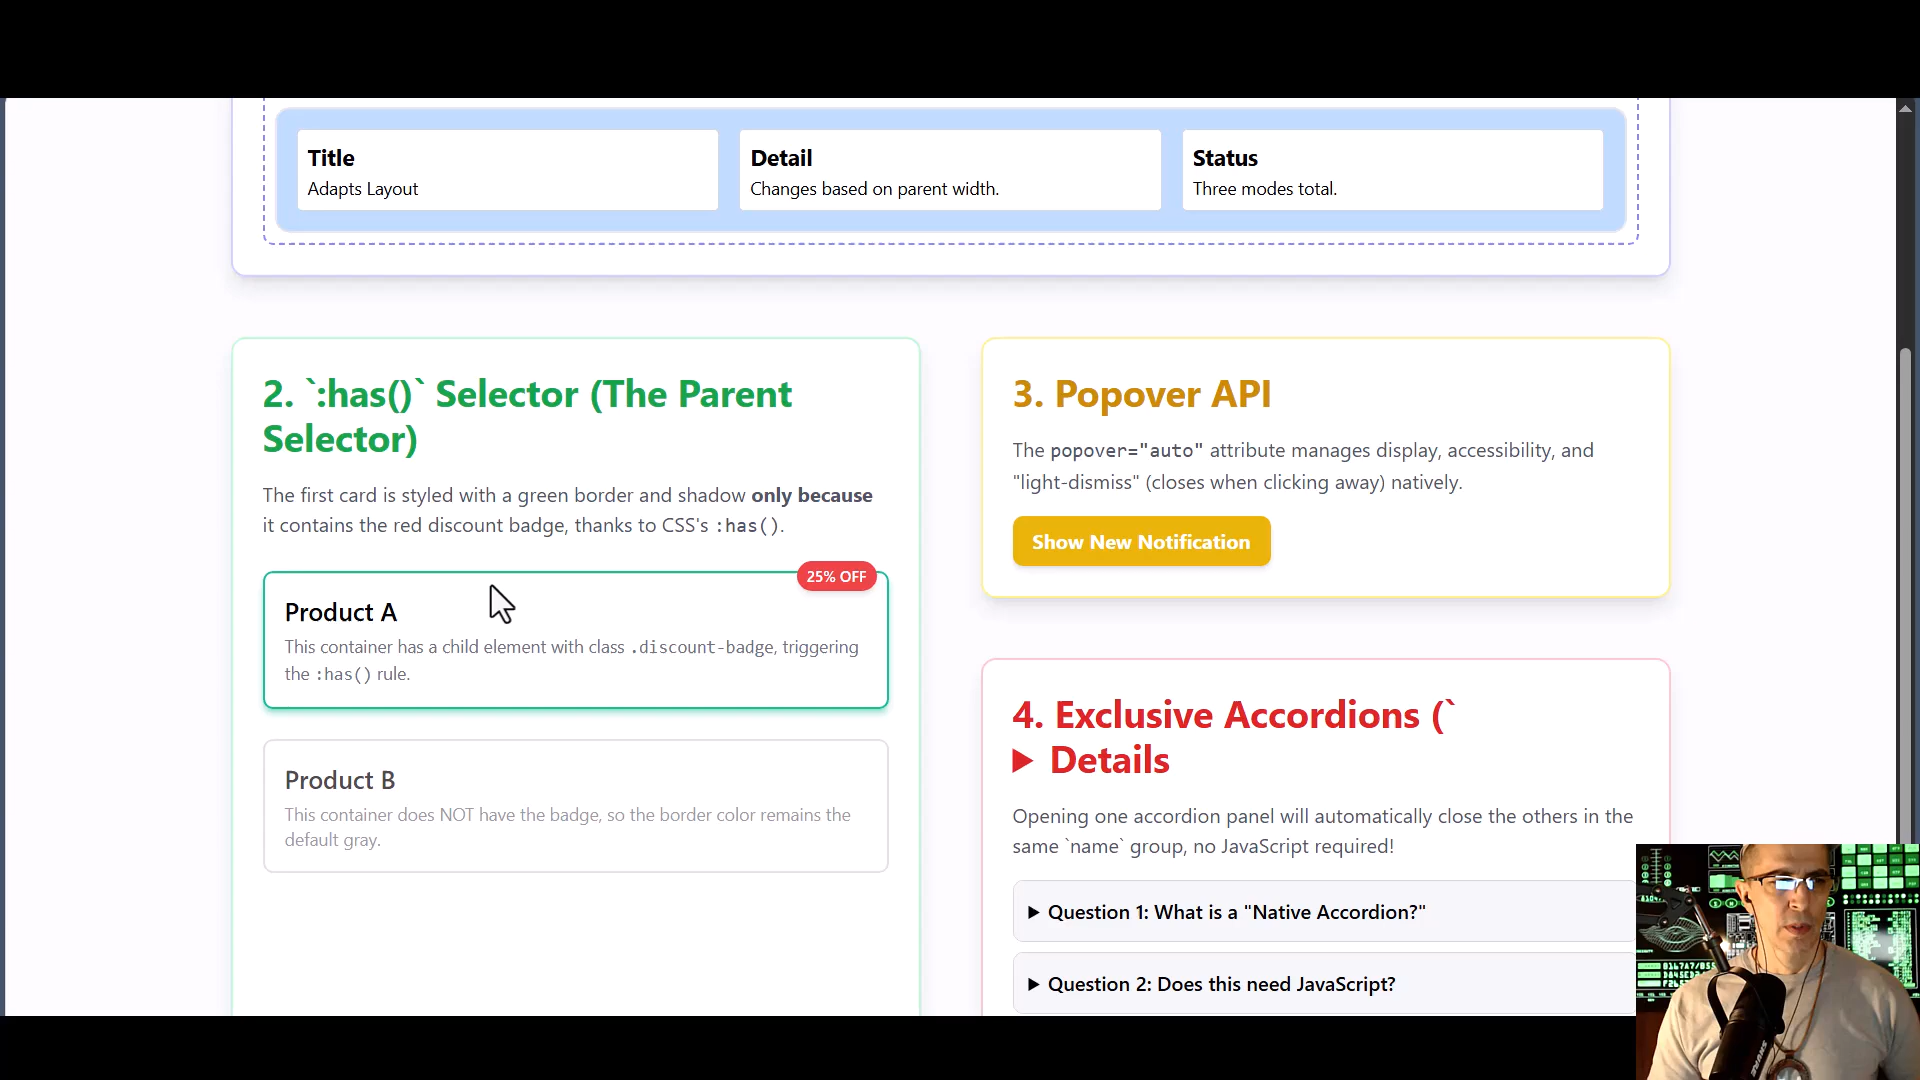 Title
Adapts Layout
Detail
Changes based on parent width.
Status
Three modes total.
2. `:has()` Selector (The Parent
Selector)
The first card is styled with a green border and shadow only because
it contains the red discount badge, thanks to CSS's :has().
25% OFF
Product A
This container has a child element with class .discount-badge, triggering
the :has() rule.
Product B
This container does NOT have the badge, so the border color remains the
default gray.
3. Popover API
The popover="auto" attribute manages display, accessibility, and
"light-dismiss" (closes when clicking away) natively.
Show New Notification
4. Exclusive Accordions (`
▶ Details
Opening one accordion panel will automatically close the others in the
same `name` group, no JavaScript required!
▶ Question 1: What is a "Native Accordion?"
▶ Question 2: Does this need JavaScript?